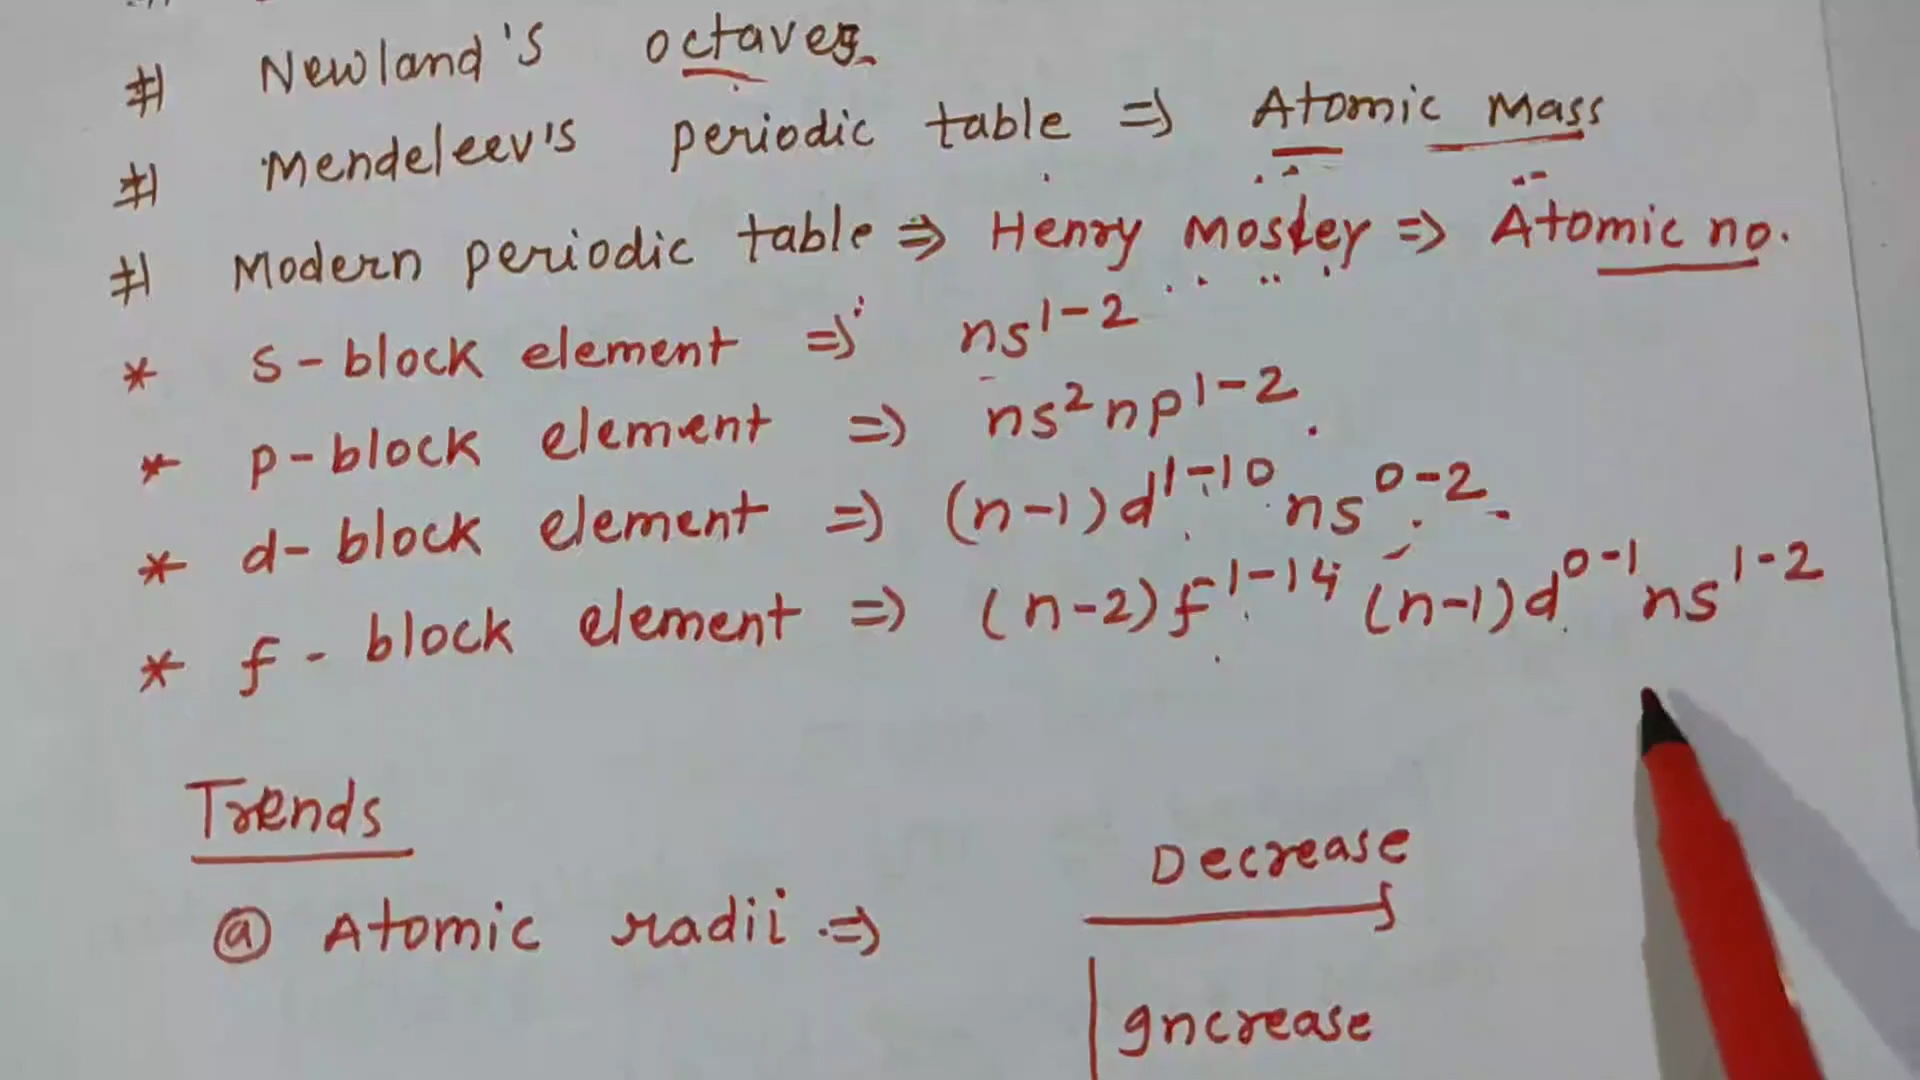 # Newland's octaves
# Mendeleev's periodic table => Atomic Mass
# Modern periodic table => Henry Mosley => Atomic no.
* s-block element => ns¹⁻²
* p-block element => ns²np¹⁻²
* d-block element => (n-1)d¹⁻¹⁰ns⁰⁻²
* f-block element => (n-2)f¹⁻¹⁴(n-1)d⁰⁻¹ns¹⁻²
Trends
ⓐ Atomic radii => Decrease
Increase